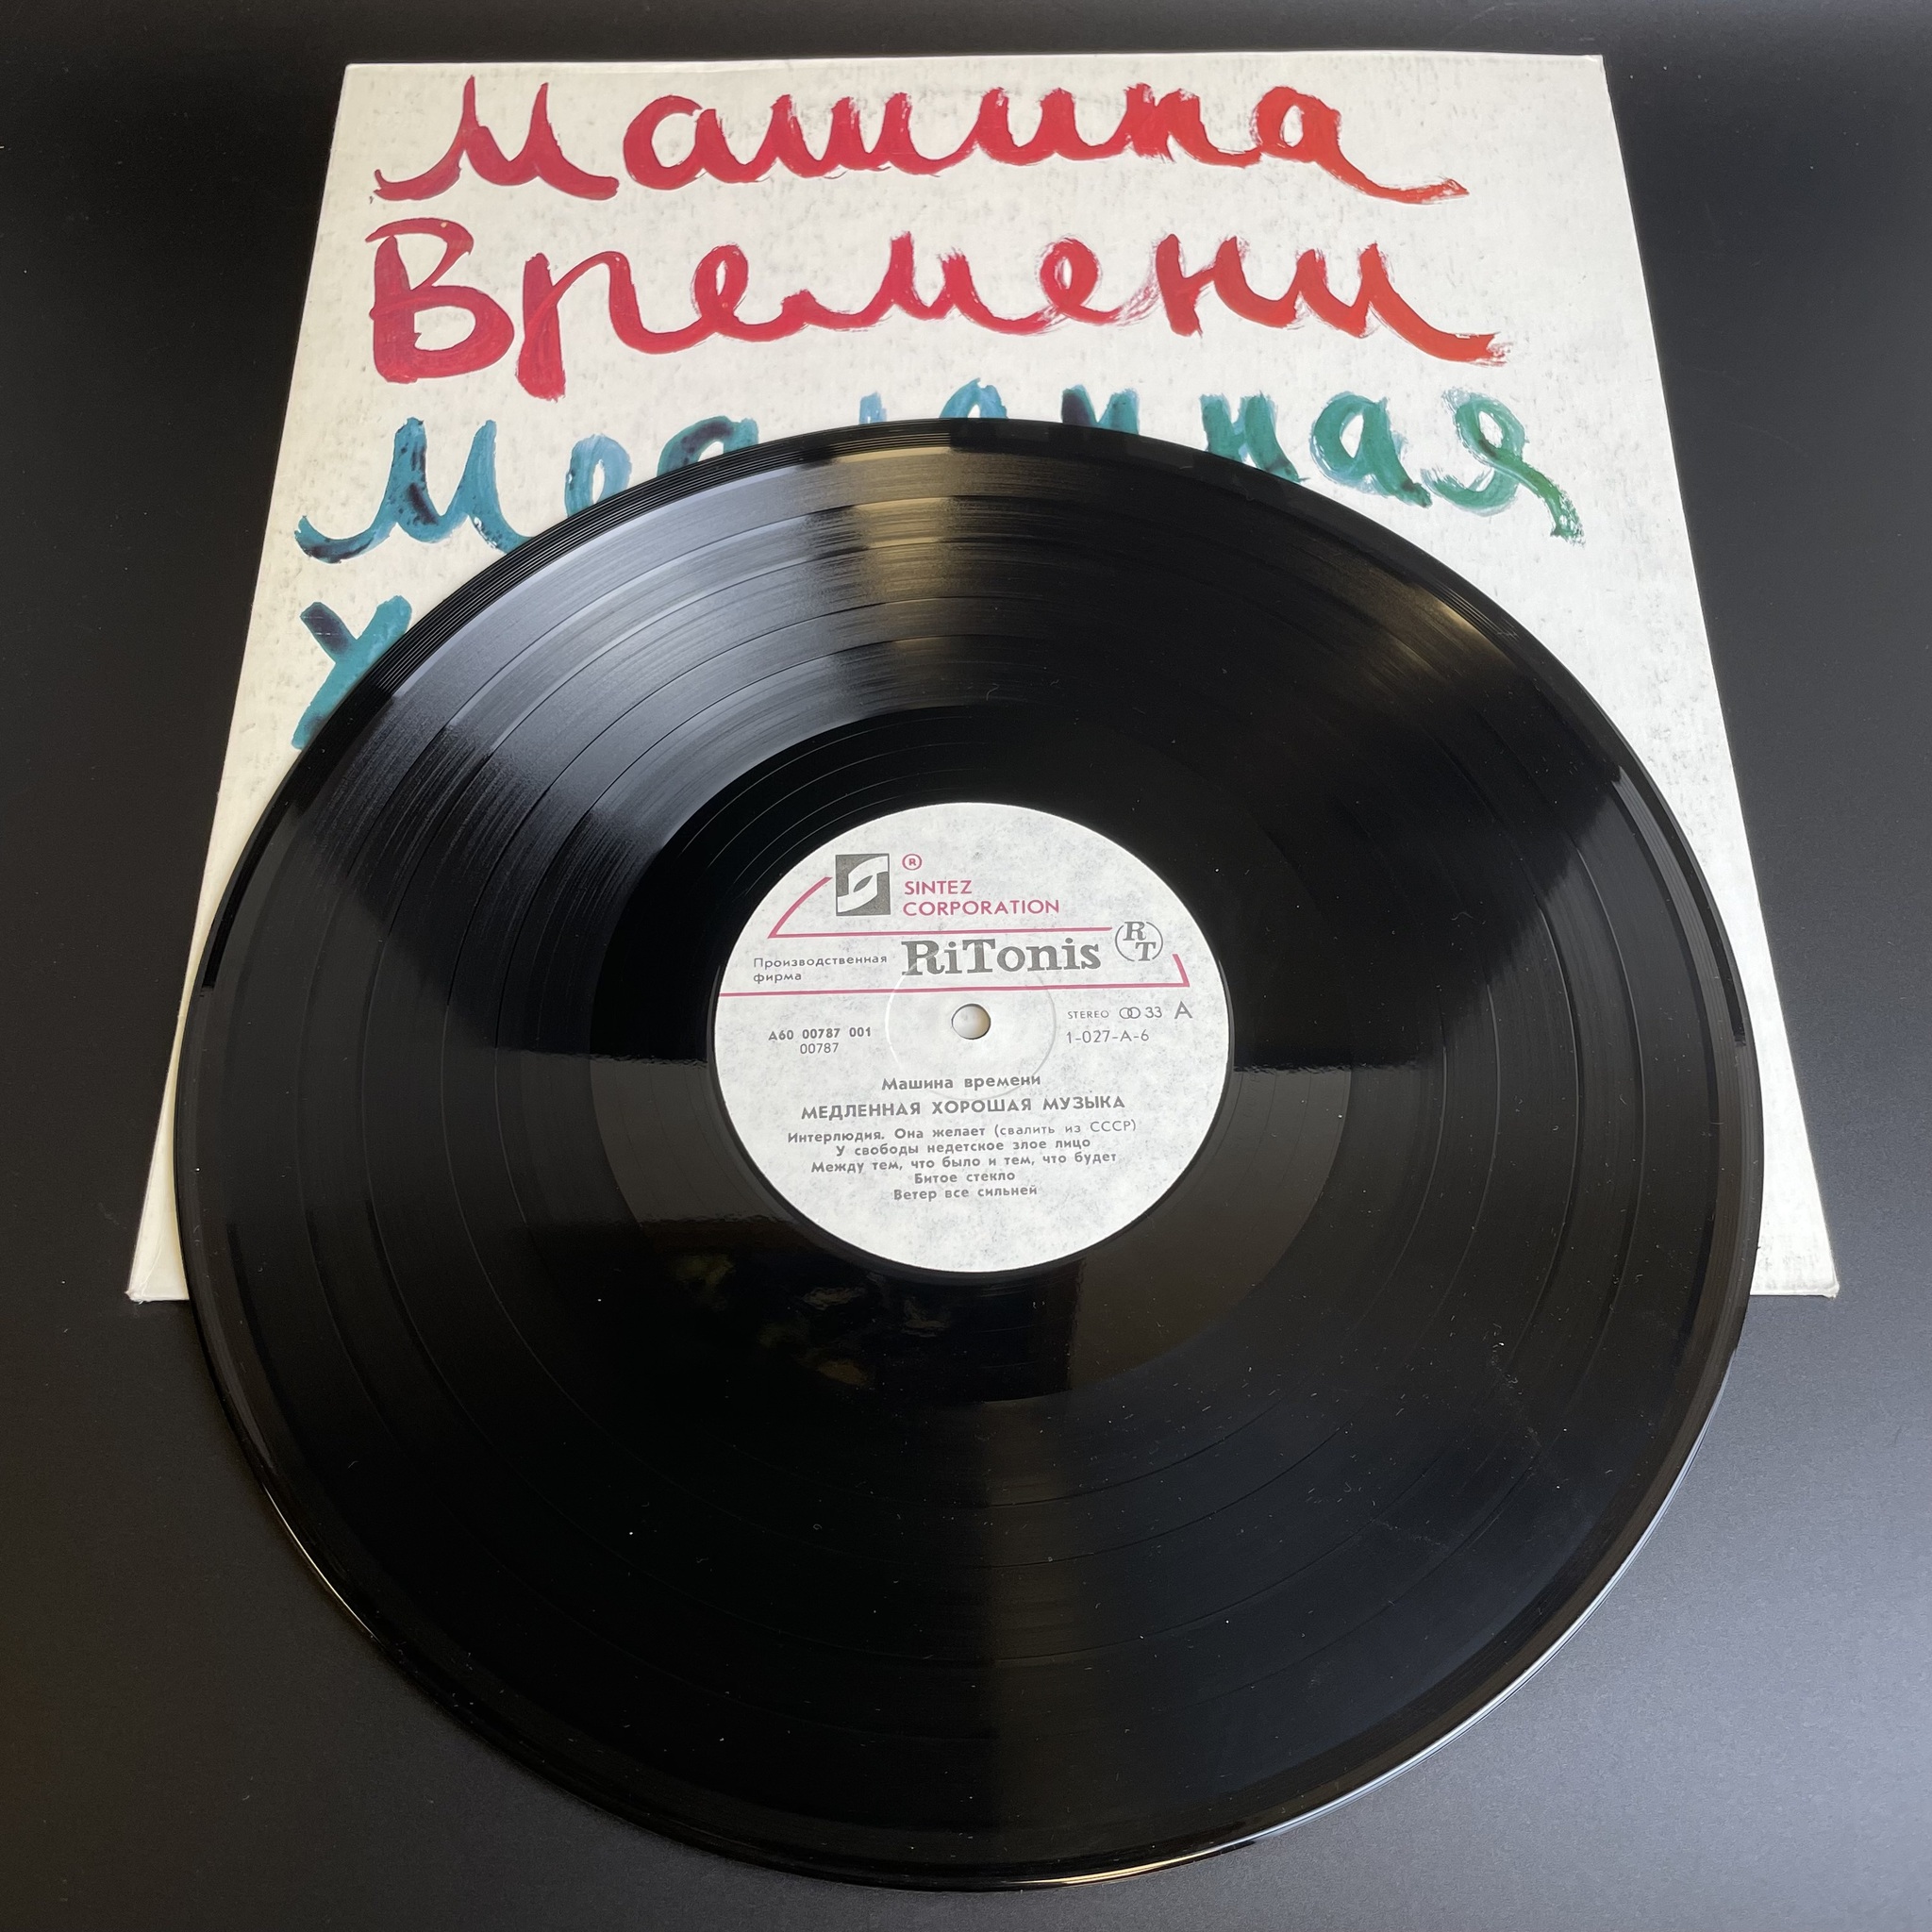 Машина
Времени
®
SINTEZ
CORPORATION
Производственная
фирма
RiTonis
RT
A60 00787 001
00787
STEREO 33 A
1-027-A-6
Машина времени
МЕДЛЕННАЯ ХОРОШАЯ МУЗЫКА
Интерлюдия. Она желает (свалить из СССР)
У свободы недетское злое лицо
Между тем, что было и тем, что будет
Битое стекло
Ветер все сильней